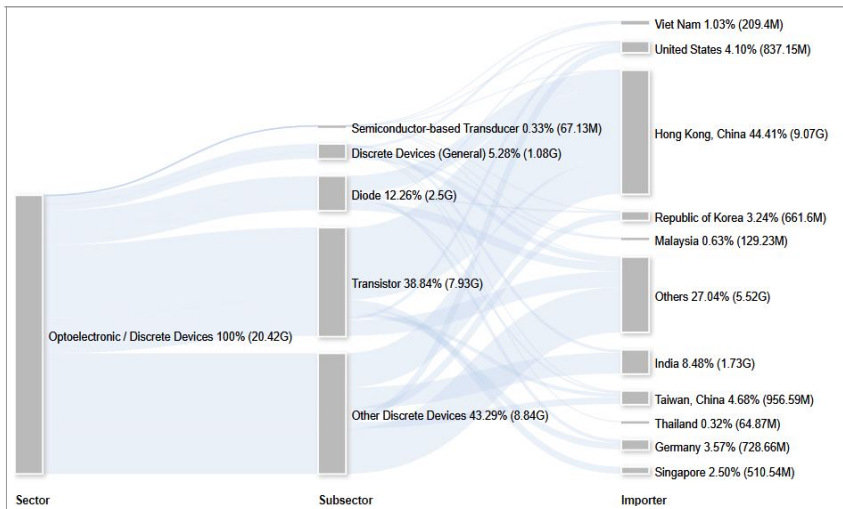 Optoelectronic / Discrete Devices 100% (20.42G)
Semiconductor-based Transducer 0.33% (67.13M)
Discrete Devices (General) 5.28% (1.08G)
Diode 12.26% (2.5G)
Transistor 38.84% (7.93G)
Other Discrete Devices 43.29% (8.84G)
Viet Nam 1.03% (209.4M)
United States 4.10% (837.15M)
Hong Kong, China 44.41% (9.07G)
Republic of Korea 3.24% (661.6M)
Malaysia 0.63% (129.23M)
Others 27.04% (5.52G)
India 8.48% (1.73G)
Taiwan, China 4.68% (956.59M)
Thailand 0.32% (64.87M)
Germany 3.57% (728.66M)
Singapore 2.50% (510.54M)
Sector
Subsector
Importer